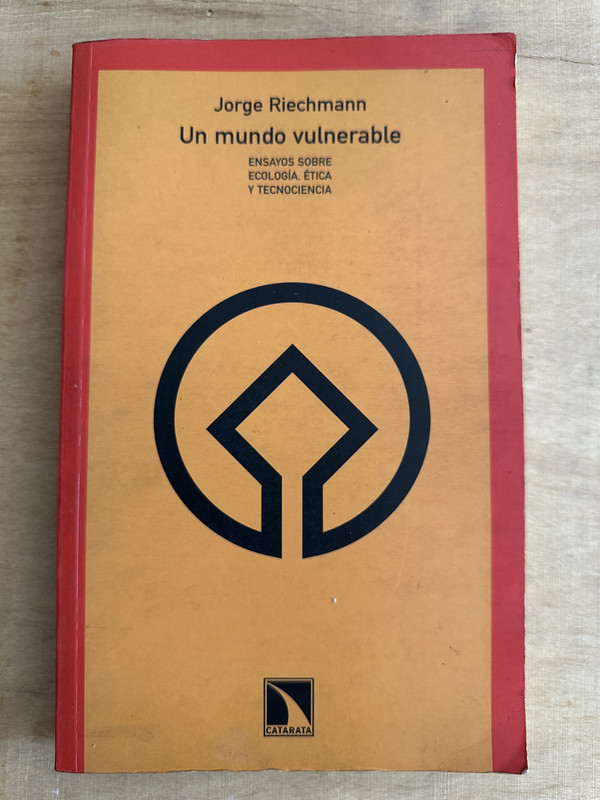 Jorge Riechmann
Un mundo vulnerable
ENSAYOS SOBRE
ECOLOGÍA, ÉTICA
Y TECNOCIENCIA
CATARATA